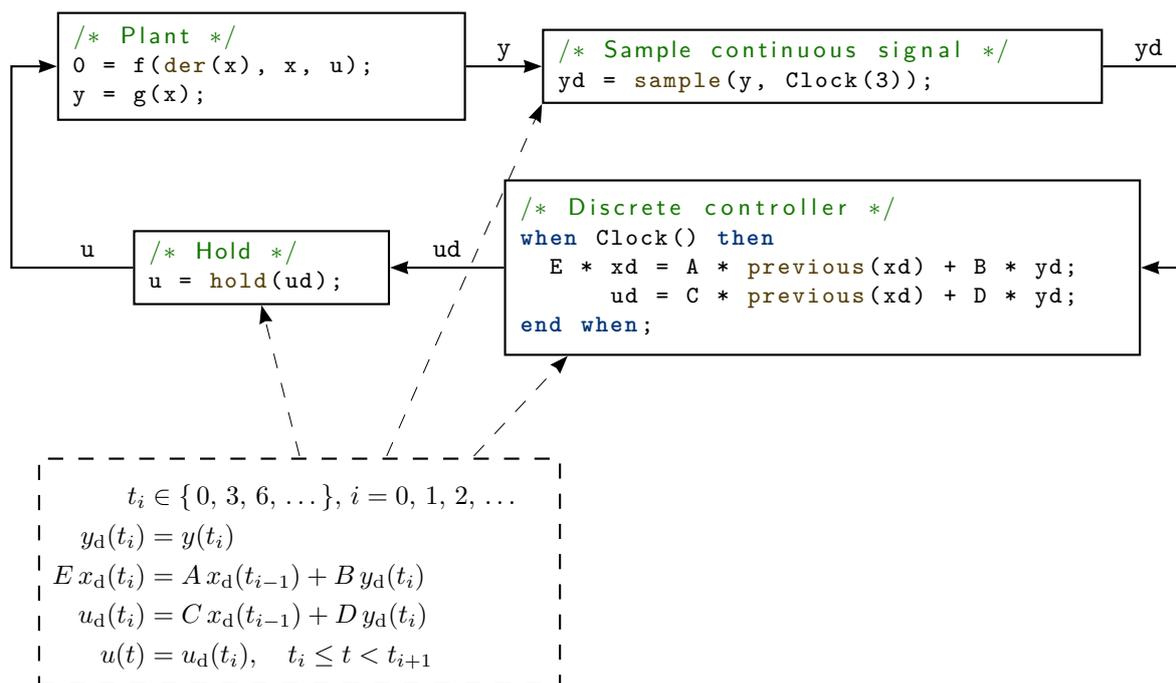 /* Plant */
0 = f(der(x), x, u);
y = g(x);
y
/* Sample continuous signal */
yd = sample(y, Clock(3));
yd
u
/* Hold */
u = hold(ud);
ud
/* Discrete controller */
when Clock() then
E * xd = A * previous(xd) + B * yd;
ud = C * previous(xd) + D * yd;
end when;
t_i ∈ {0, 3, 6, …}, i = 0, 1, 2, …
y_d(t_i) = y(t_i)
E x_d(t_i) = A x_d(t_{i−1}) + B y_d(t_i)
u_d(t_i) = C x_d(t_{i−1}) + D y_d(t_i)
u(t) = u_d(t_i), t_i ≤ t < t_{i+1}